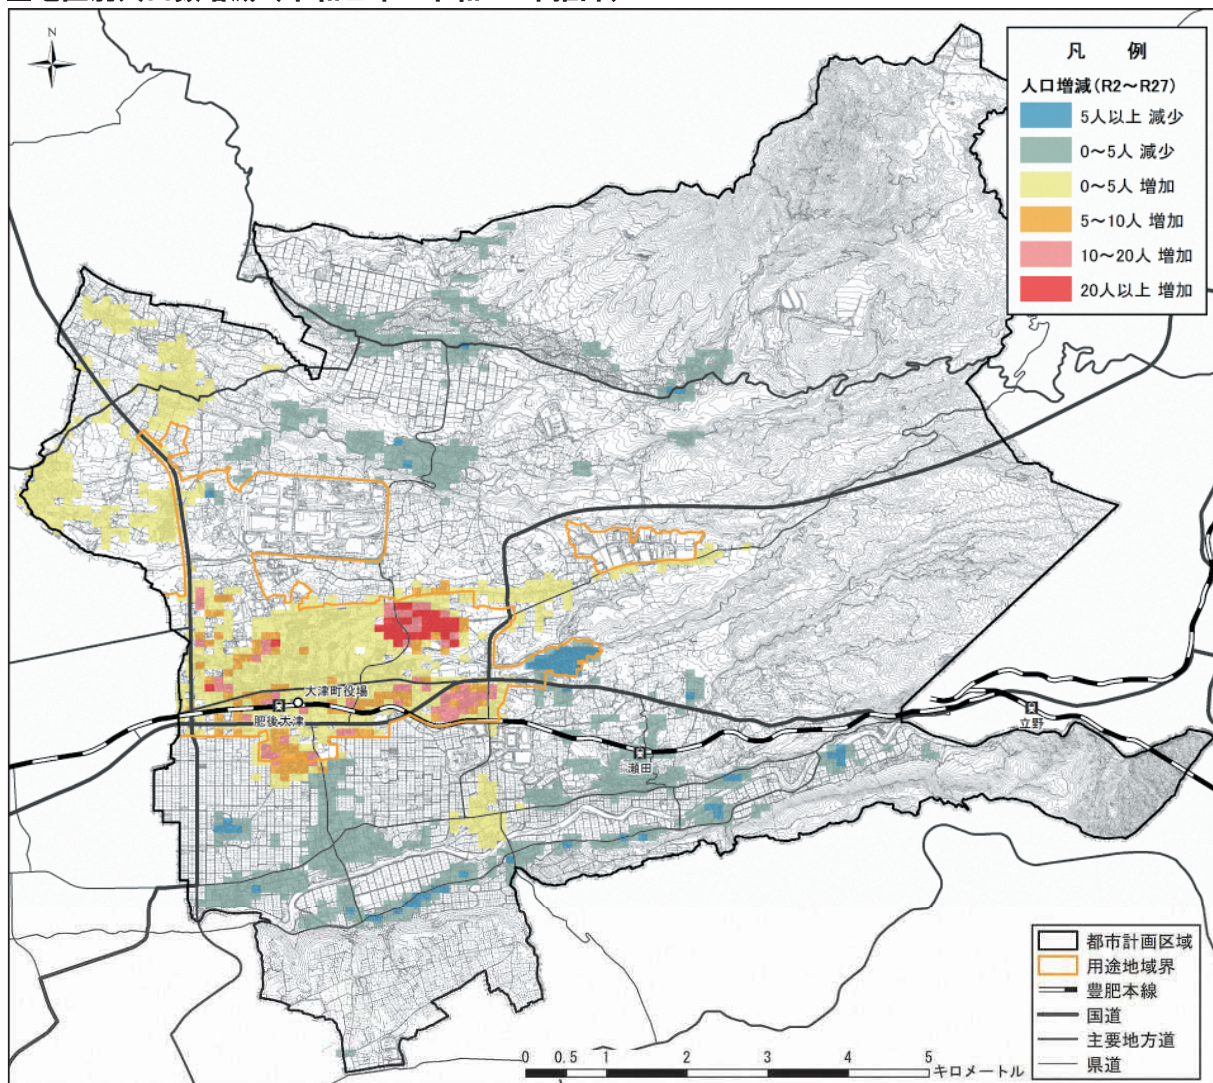 N
凡 例
人口増減(R2～R27)
5人以上 減少
0～5人 減少
0～5人 増加
5～10人 増加
10～20人 増加
20人以上 増加
大津町役場
肥後大津
瀬田
立野
都市計画区域
用途地域界
豊肥本線
国道
主要地方道
県道
0 0.5 1 2 3 4 5
キロメートル